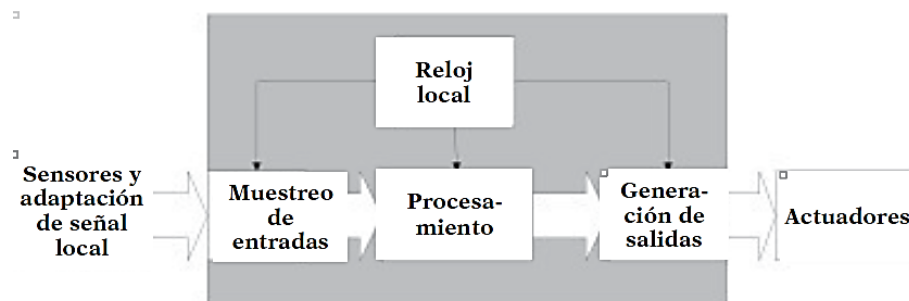 Reloj
local
Sensores y
adaptación
de señal
local
Muestreo
de
entradas
Procesa-
miento
Genera-
ción de
salidas
Actuadores